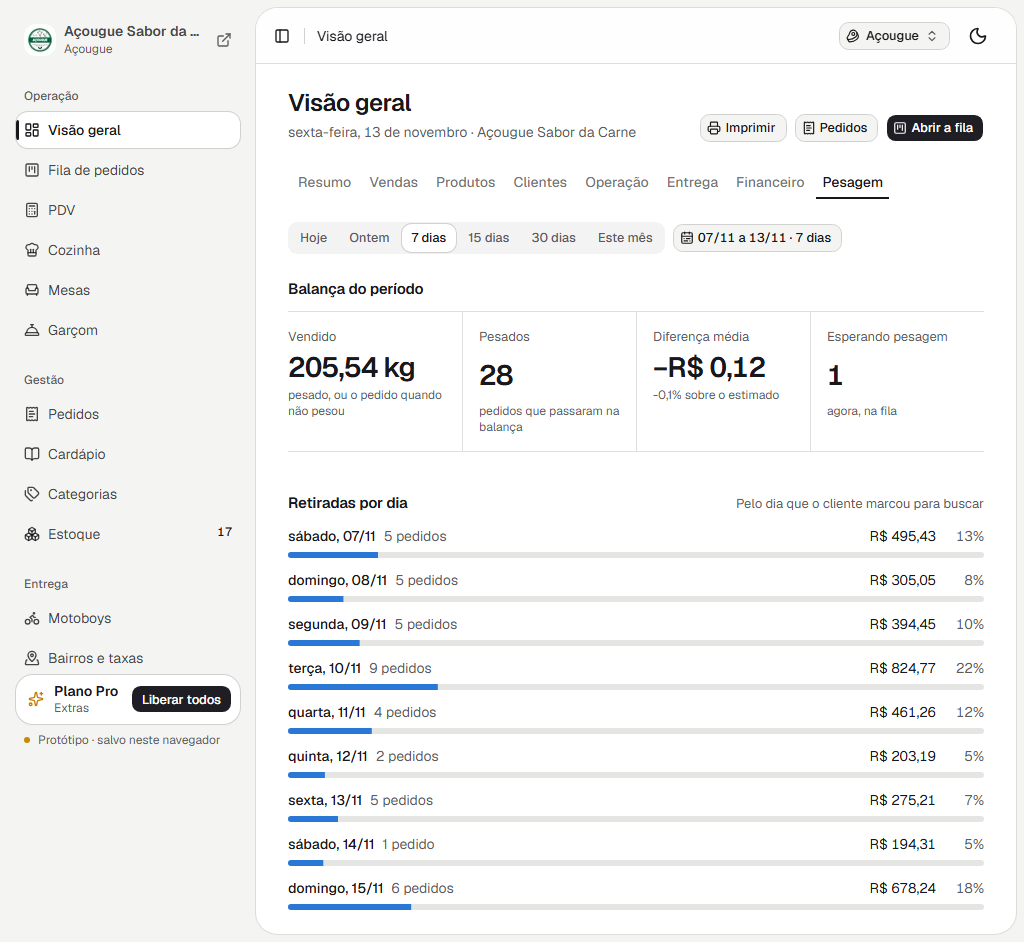 Açougue Sabor da ...
Açougue
Operação
Visão geral
Fila de pedidos
PDV
Cozinha
Mesas
Garçom
Gestão
Pedidos
Cardápio
Categorias
Estoque 17
Entrega
Motoboys
Bairros e taxas
Plano Pro
Extras
Liberar todos
Protótipo · salvo neste navegador
Visão geral
Açougue
Visão geral
sexta-feira, 13 de novembro · Açougue Sabor da Carne
Imprimir
Pedidos
Abrir a fila
Resumo Vendas Produtos Clientes Operação Entrega Financeiro Pesagem
Hoje Ontem 7 dias 15 dias 30 dias Este mês
07/11 a 13/11 · 7 dias
Balança do período
Vendido
205,54 kg
pesado, ou o pedido quando
não pesou
Pesados
28
pedidos que passaram na
balança
Diferença média
−R$ 0,12
-0,1% sobre o estimado
Esperando pesagem
1
agora, na fila
Retiradas por dia
Pelo dia que o cliente marcou para buscar
sábado, 07/11 5 pedidos R$ 495,43 13%
domingo, 08/11 5 pedidos R$ 305,05 8%
segunda, 09/11 5 pedidos R$ 394,45 10%
terça, 10/11 9 pedidos R$ 824,77 22%
quarta, 11/11 4 pedidos R$ 461,26 12%
quinta, 12/11 2 pedidos R$ 203,19 5%
sexta, 13/11 5 pedidos R$ 275,21 7%
sábado, 14/11 1 pedido R$ 194,31 5%
domingo, 15/11 6 pedidos R$ 678,24 18%